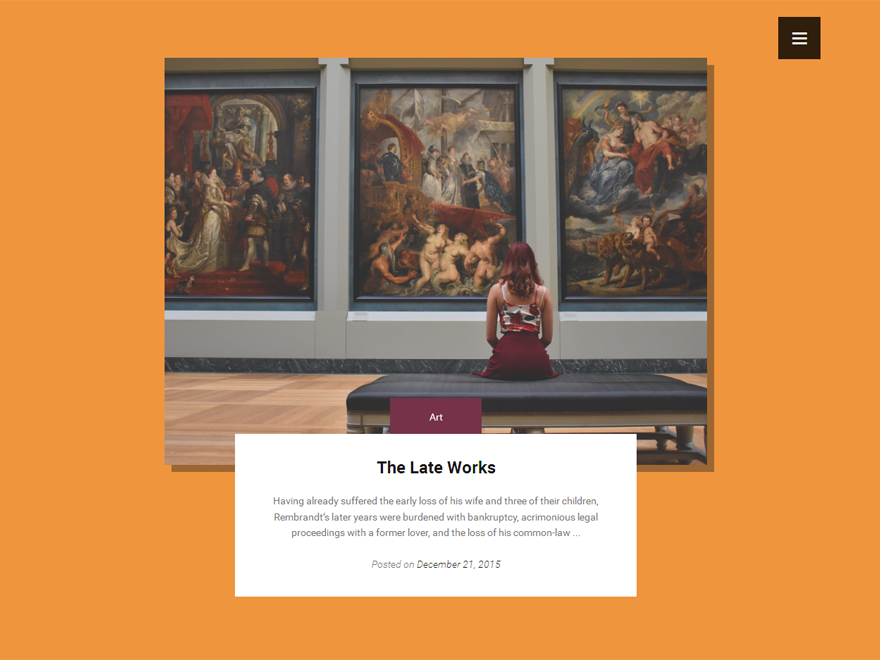 Art
The Late Works
Having already suffered the early loss of his wife and three of their children,
Rembrandt's later years were burdened with bankruptcy, acrimonious legal
proceedings with a former lover, and the loss of his common-law ...
Posted on December 21, 2015